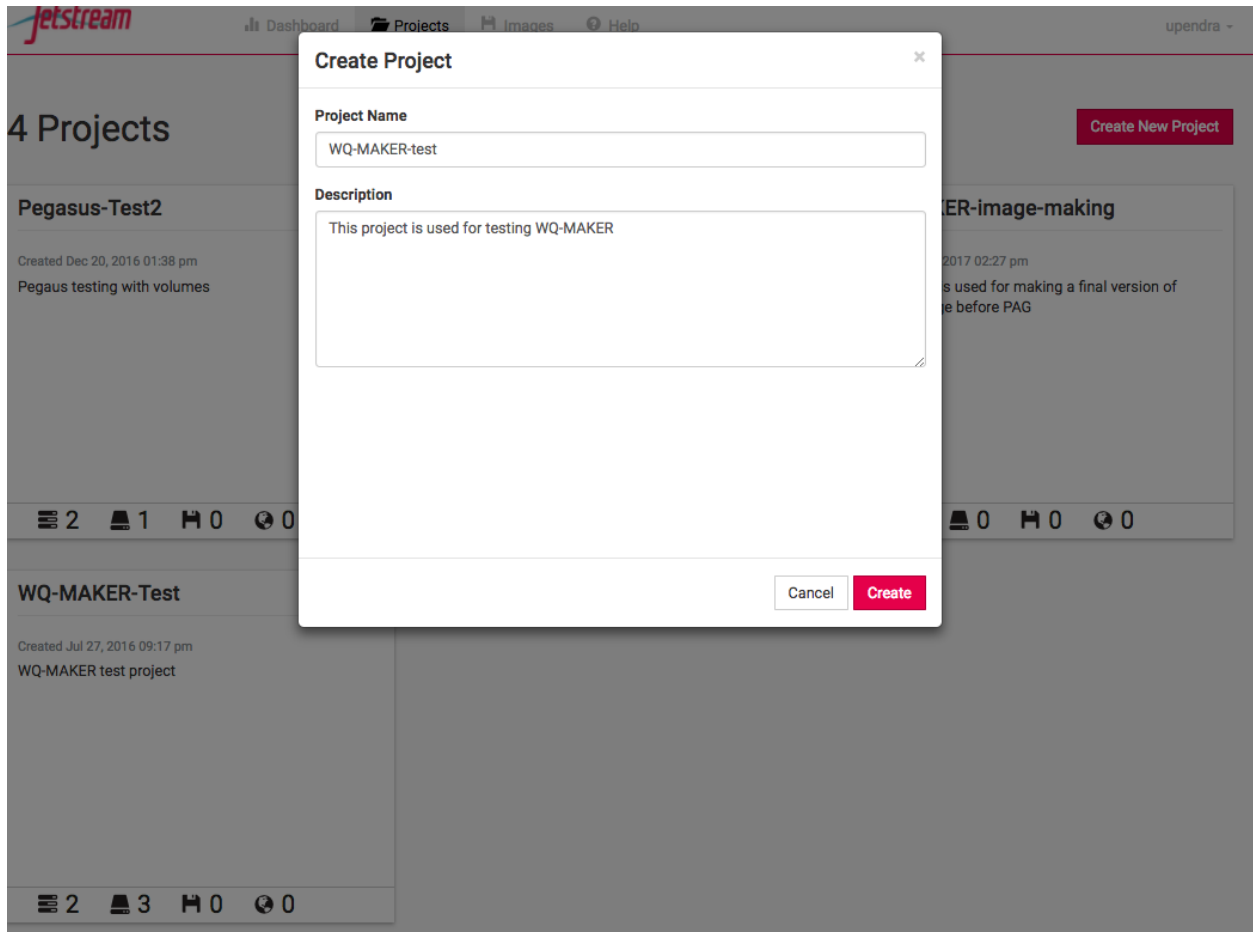 Jetstream
Dashboard
Projects
Images
Help
upendra
4 Projects
Create New Project
Create Project
×
Project Name
WQ-MAKER-test
Description
This project is used for testing WQ-MAKER
Cancel
Create
Pegasus-Test2
Created Dec 20, 2016 01:38 pm
Pegaus testing with volumes
2 1 0 0
ER-image-making
2017 02:27 pm
s used for making a final version of
before PAG
0 0 0
WQ-MAKER-Test
Created Jul 27, 2016 09:17 pm
WQ-MAKER test project
2 3 0 0